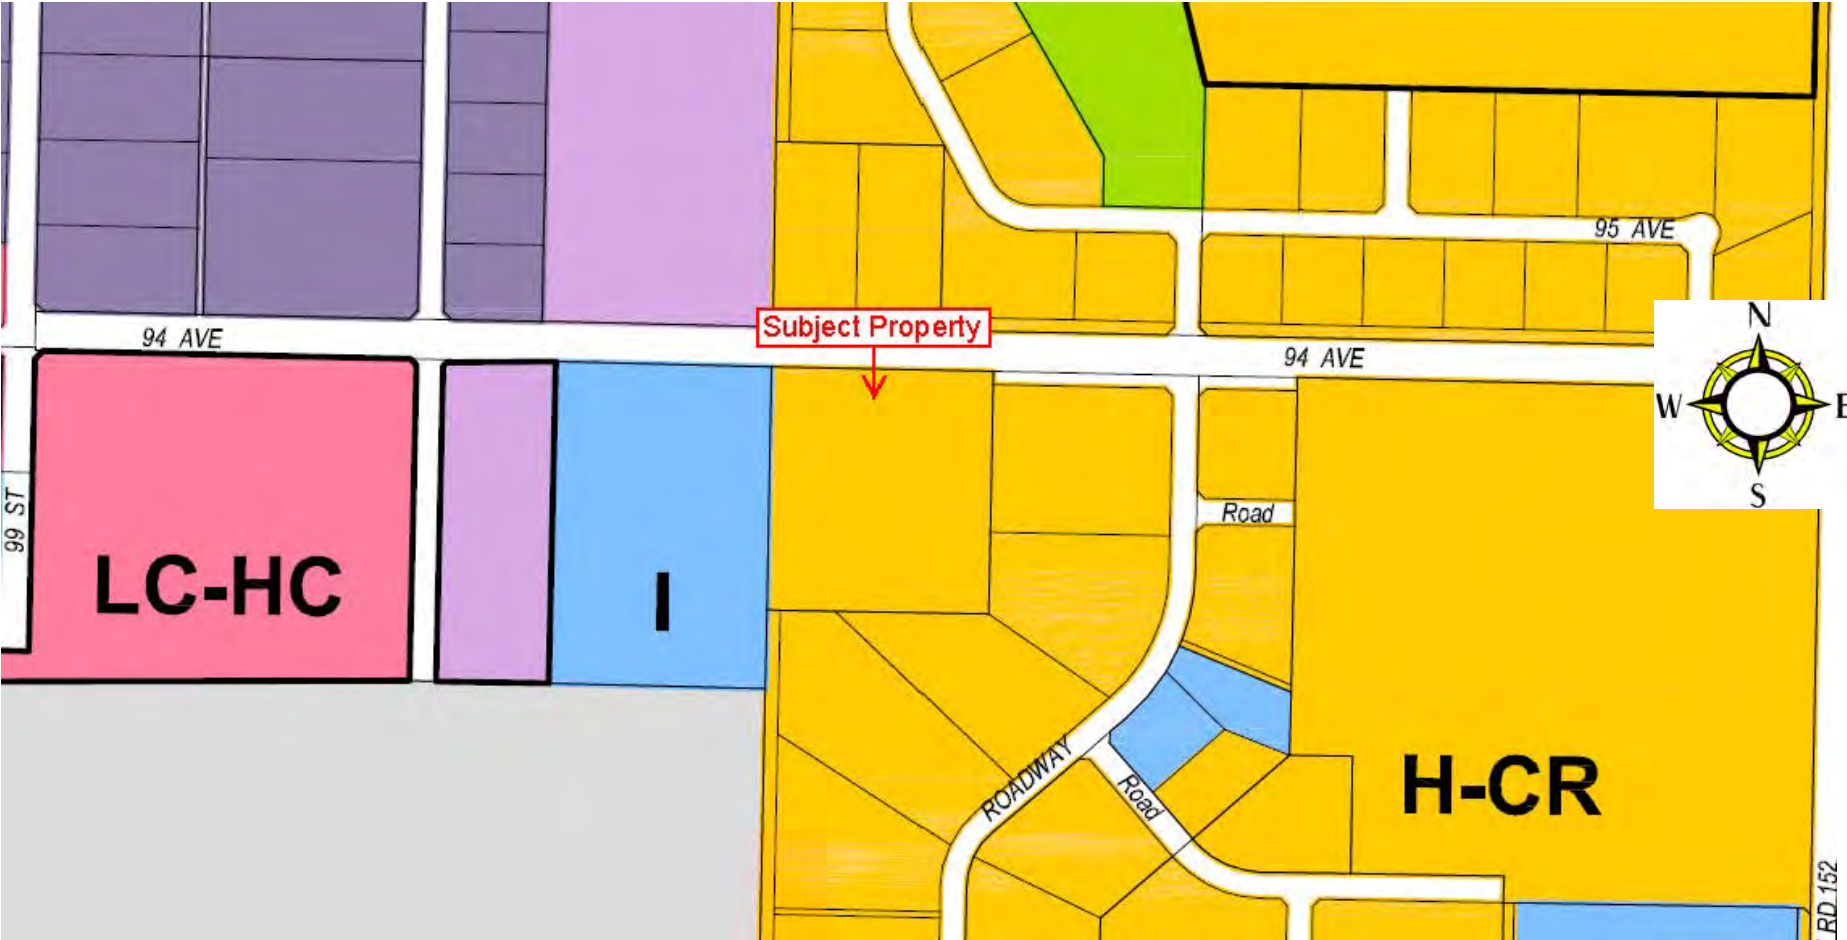 95 AVE
N
Subject Property
94 AVE
94 AVE
W
E
99 ST
S
Road
LC-HC
I
ROADWAY
Road
H-CR
RD 152